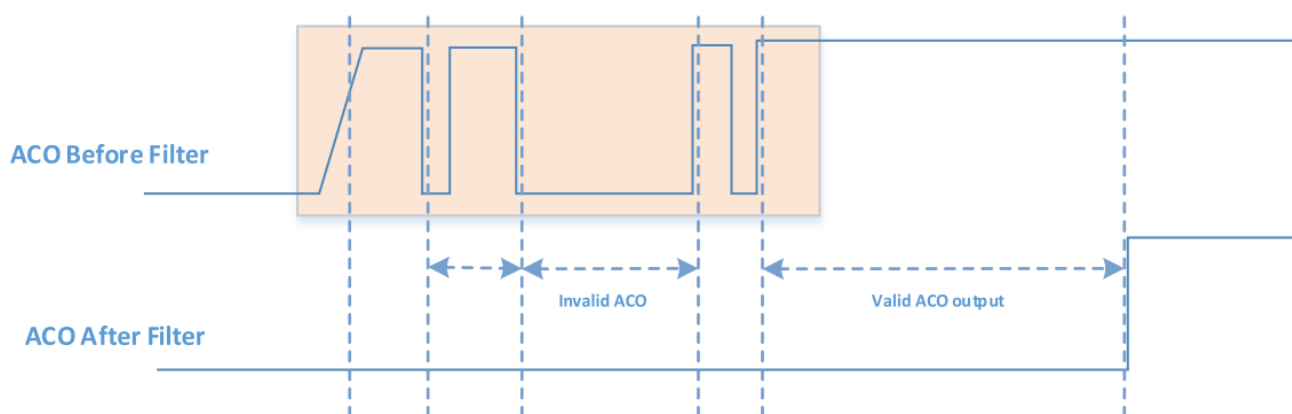 ACO Before Filter
Invalid ACO
Valid ACO output
ACO After Filter